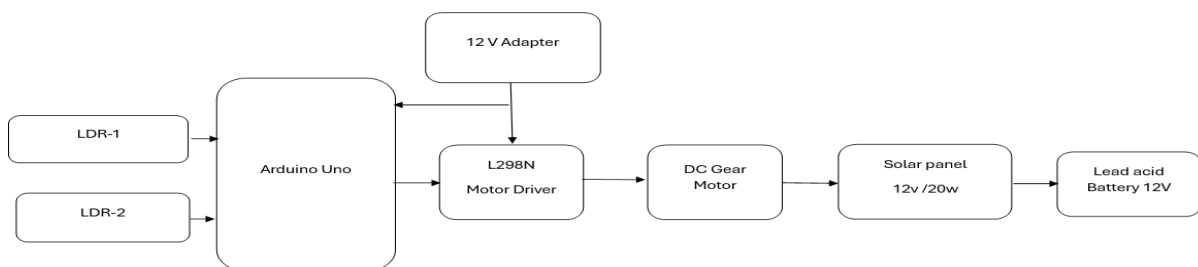 12 V Adapter
LDR-1
Arduino Uno
LDR-2
L298N
Motor Driver
DC Gear
Motor
Solar panel
12v /20w
Lead acid
Battery 12V